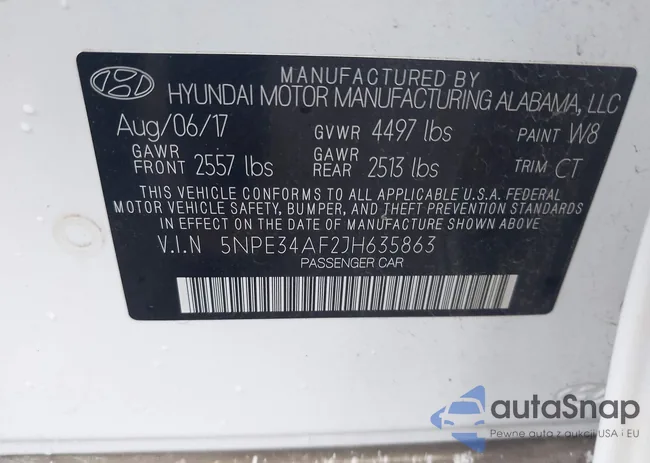 MANUFACTURED BY
HYUNDAI MOTOR MANUFACTURING ALABAMA, LLC
Aug/06/17 GVWR 4497 lbs PAINT W8
GAWR FRONT 2557 lbs GAWR REAR 2513 lbs TRIM CT
THIS VEHICLE CONFORMS TO ALL APPLICABLE U.S.A. FEDERAL
MOTOR VEHICLE SAFETY, BUMPER, AND THEFT PREVENTION STANDARDS
IN EFFECT ON THE DATE OF MANUFACTURE SHOWN ABOVE.
V.I.N 5NPE34AF2JH635863
PASSENGER CAR
autaSnap
Pewne auto z aukcji USA i EU